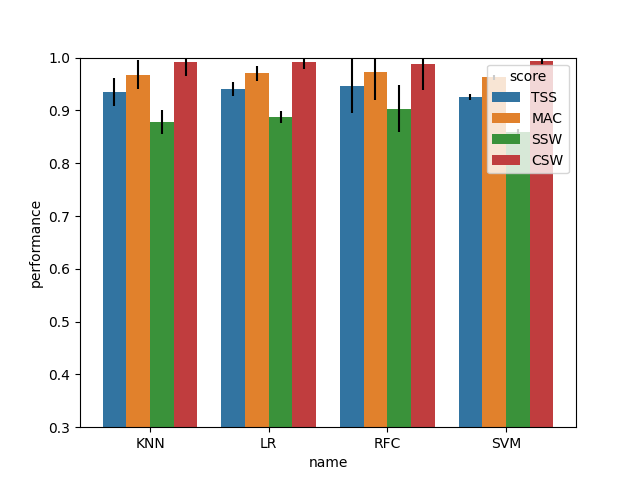 1.0
0.9
0.8
0.7
0.6
0.5
0.4
0.3
performance
KNN
LR
RFC
SVM
name
score
TSS
MAC
SSW
CSW